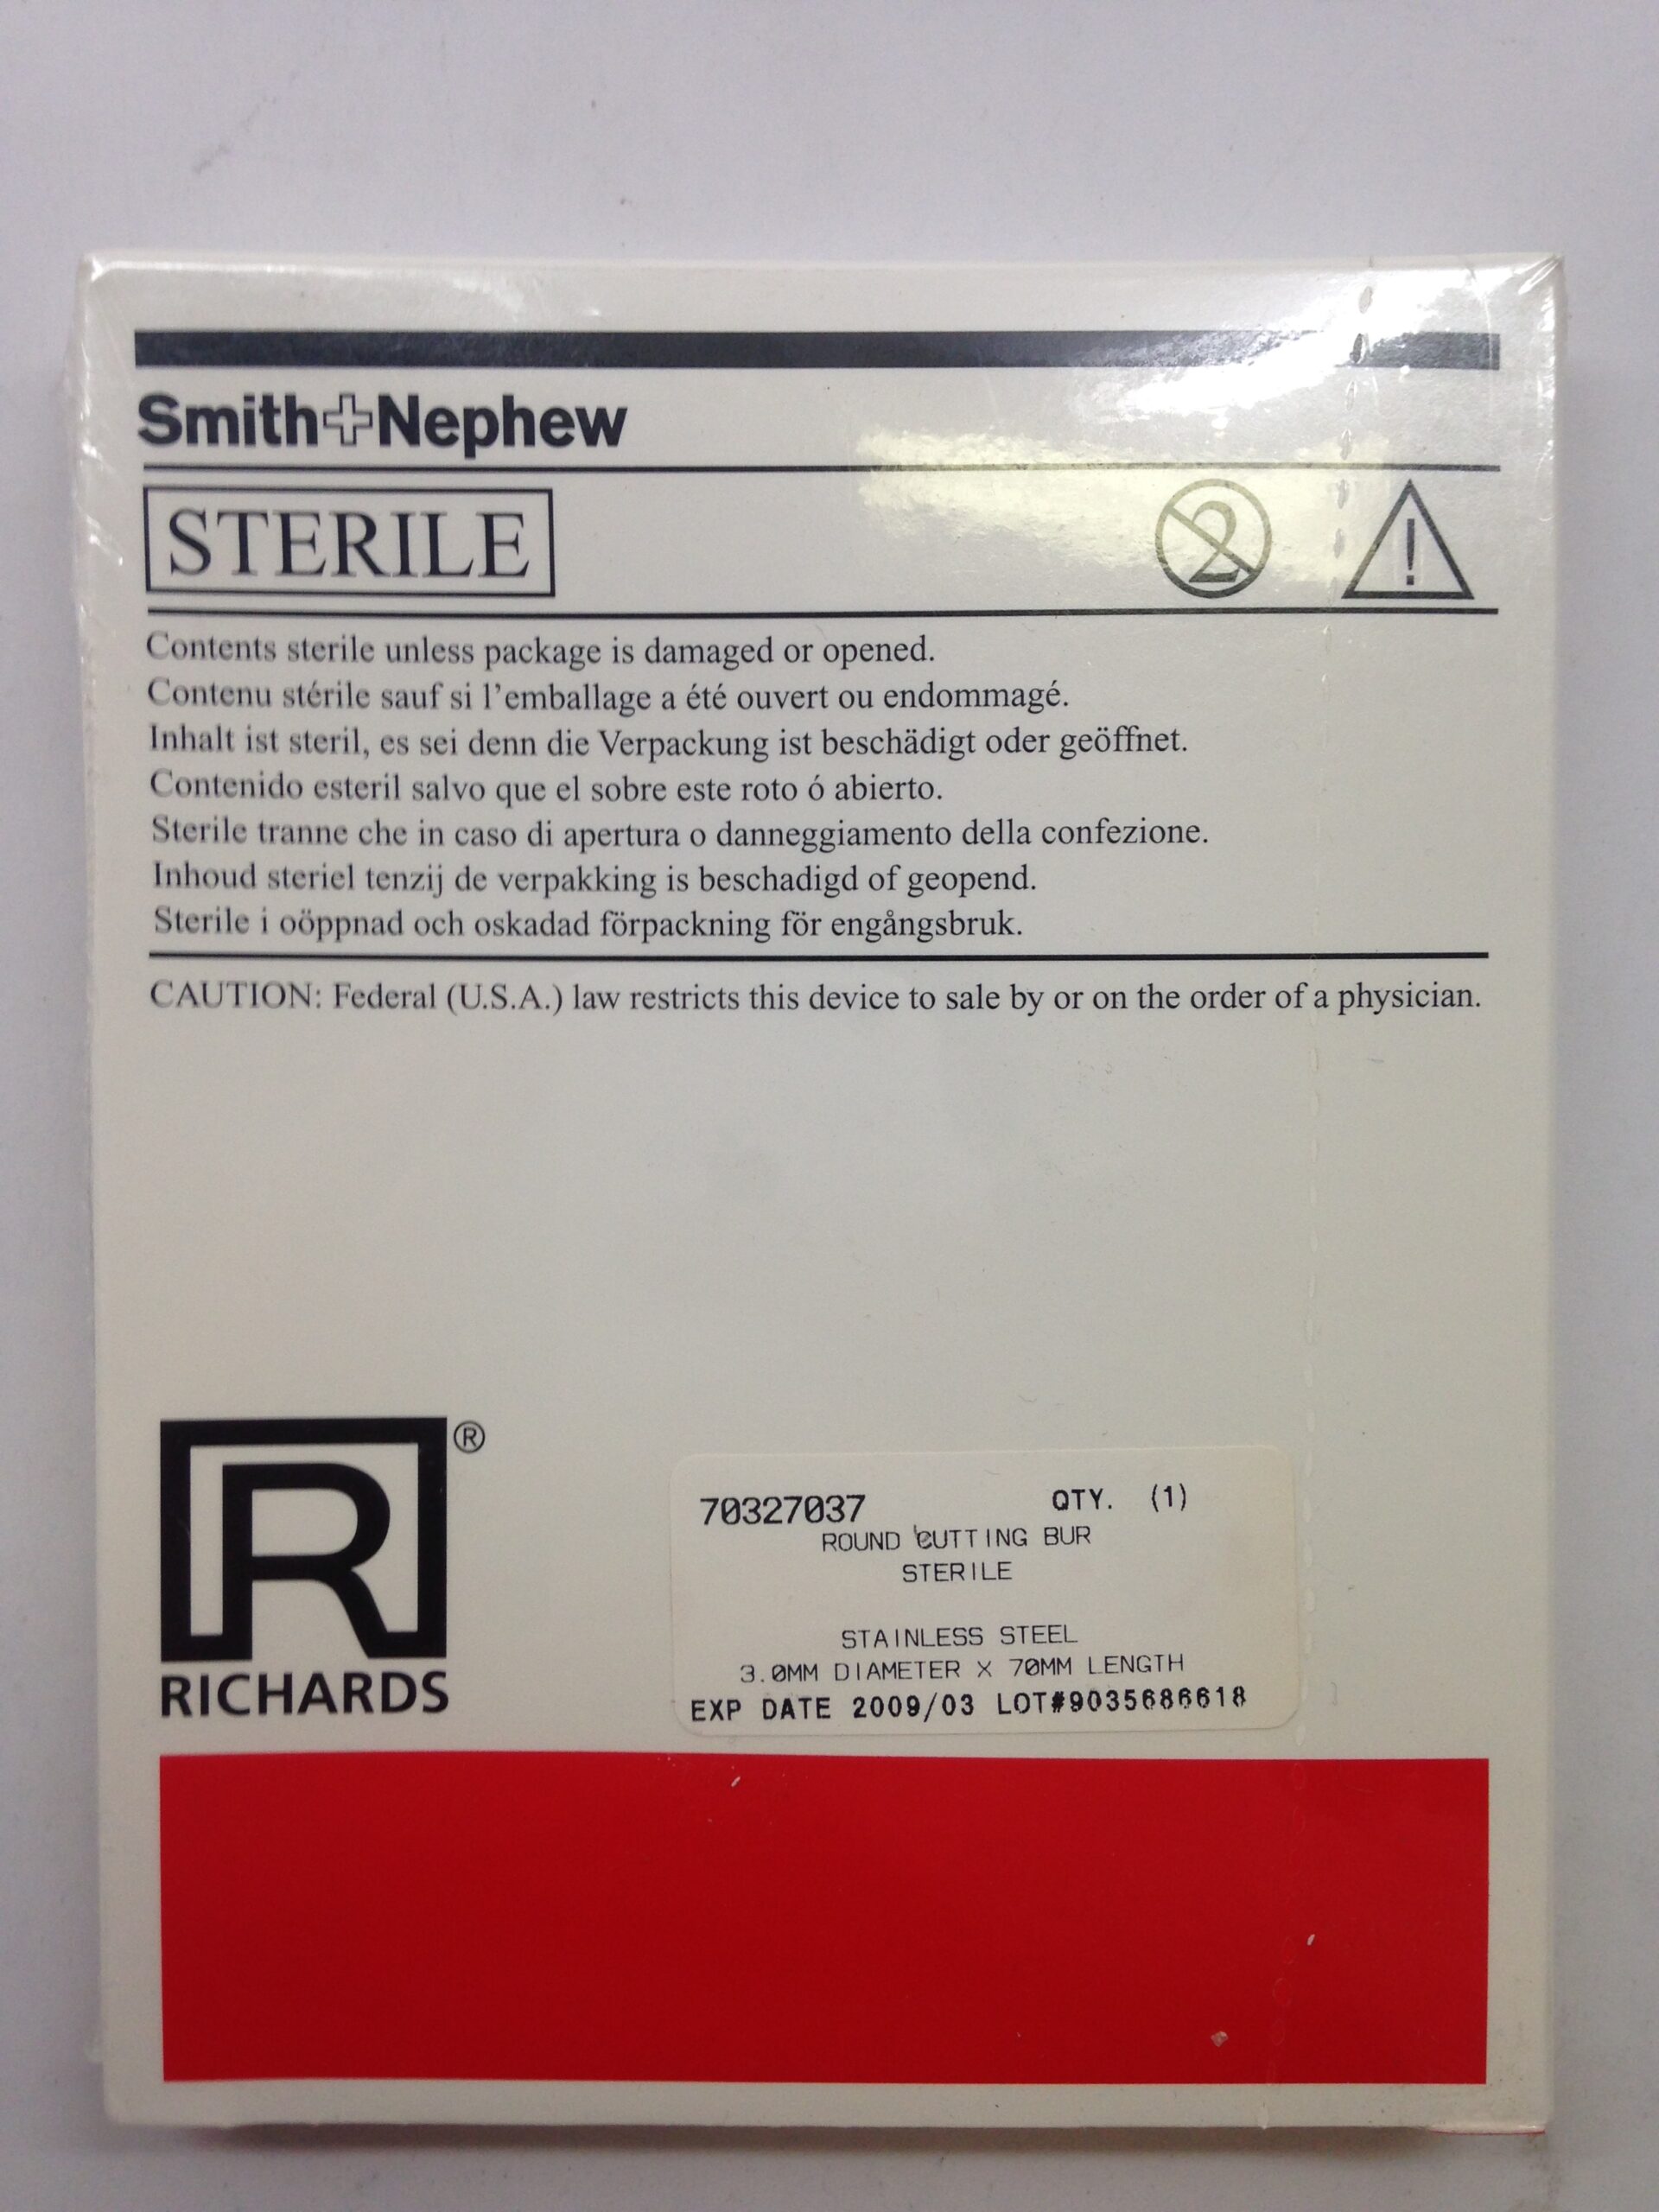 Smith+Nephew
STERILE
2 !
Contents sterile unless package is damaged or opened.
Contenu stérile sauf si l'emballage a été ouvert ou endommagé.
Inhalt ist steril, es sei denn die Verpackung ist beschädigt oder geöffnet.
Contenido esteril salvo que el sobre este roto ó abierto.
Sterile tranne che in caso di apertura o danneggiamento della confezione.
Inhoud steriel tenzij de verpakking is beschadigd of geopend.
Sterile i oöppnad och oskadad förpackning för engångsbruk.
CAUTION: Federal (U.S.A.) law restricts this device to sale by or on the order of a physician.
R ®
RICHARDS
70327037 QTY. (1)
ROUND CUTTING BUR
STERILE
STAINLESS STEEL
3.0MM DIAMETER X 70MM LENGTH
EXP DATE 2009/03 LOT#9035686618